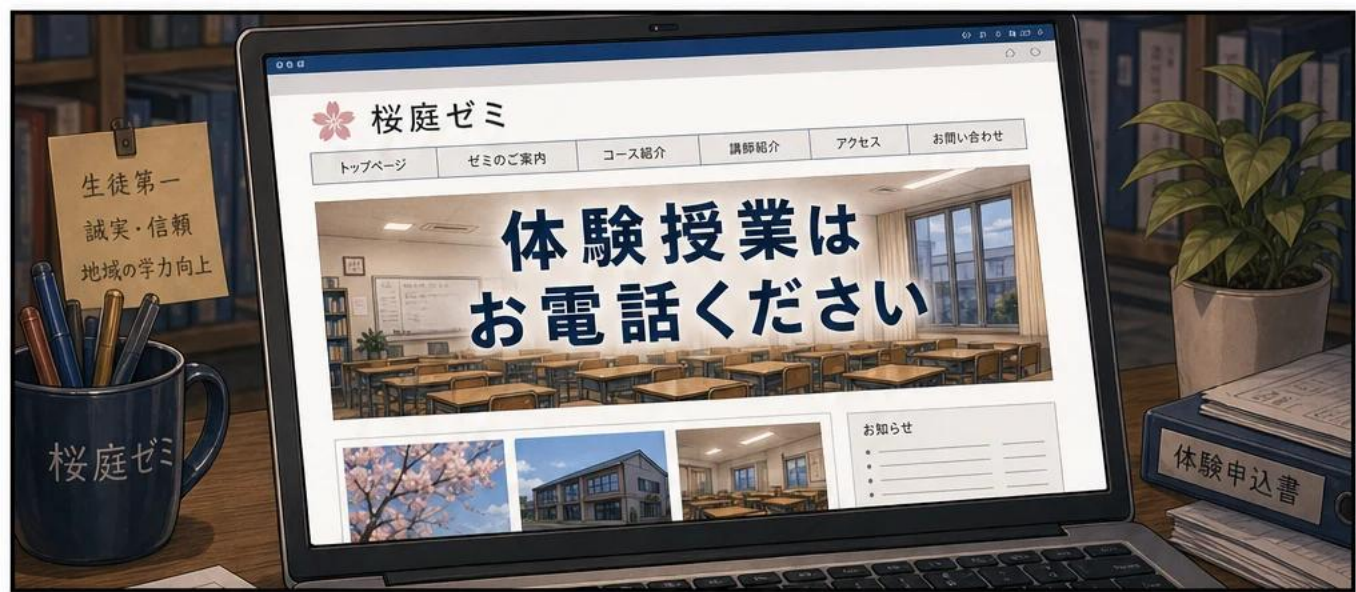 生徒第一
誠実・信頼
地域の学力向上
桜庭ゼミ
桜庭ゼミ
トップページ
ゼミのご案内
コース紹介
講師紹介
アクセス
お問い合わせ
体験授業は
お電話ください
お知らせ
体験申込書